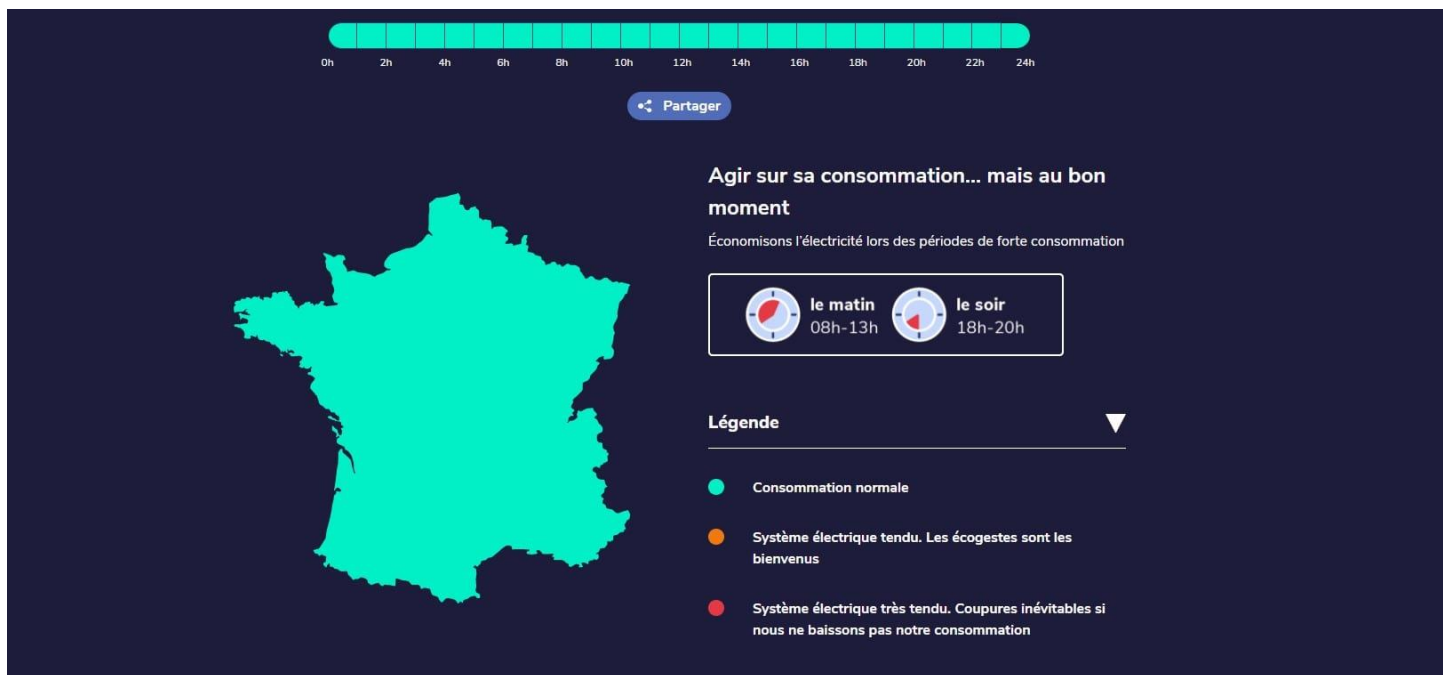 0h 2h 4h 6h 8h 10h 12h 14h 16h 18h 20h 22h 24h
Partager
Agir sur sa consommation... mais au bon
moment
Économisons l'électricité lors des périodes de forte consommation
le matin
08h-13h
le soir
18h-20h
Légende
Consommation normale
Système électrique tendu. Les écogestes sont les
bienvenus
Système électrique très tendu. Coupures inévitables si
nous ne baissons pas notre consommation